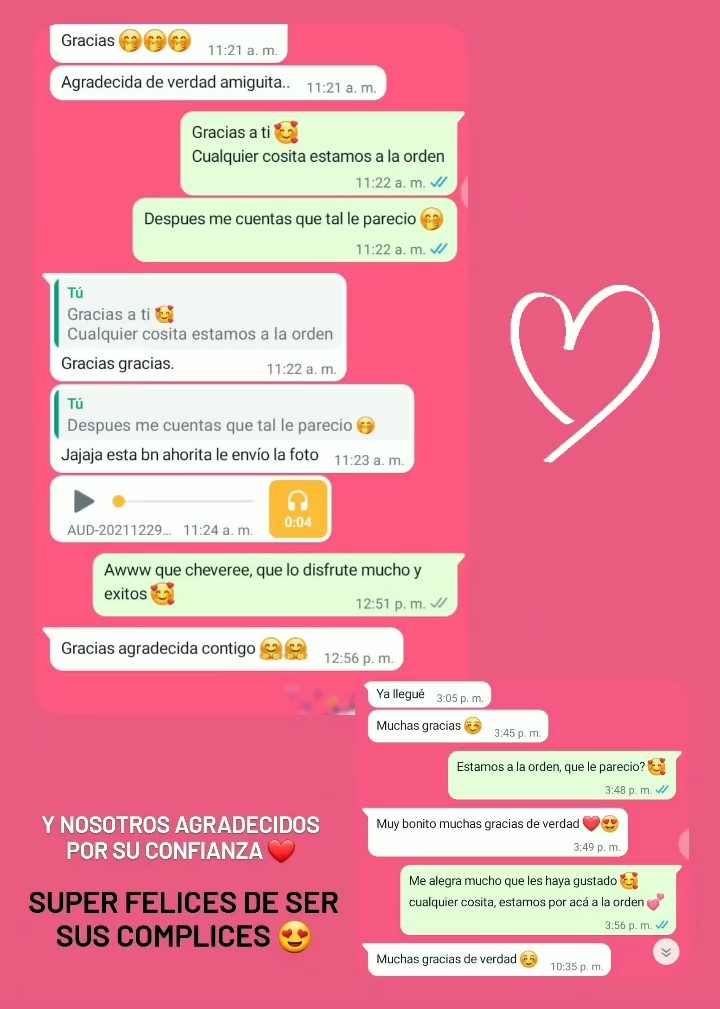 Gracias 🤭🤭🤭 11:21 a. m.
Agradecida de verdad amiguita.. 11:21 a. m.
Gracias a ti 🥰
Cualquier cosita estamos a la orden
11:22 a. m.
Despues me cuentas que tal le parecio 🤭
11:22 a. m.
Tú
Gracias a ti 🥰
Cualquier cosita estamos a la orden
Gracias gracias. 11:22 a. m.
Tú
Despues me cuentas que tal le parecio 🤭
Jajaja esta bn ahorita le envío la foto 11:23 a. m.
0:04
AUD-20211229... 11:24 a. m.
Awww que cheveree, que lo disfrute mucho y
exitos 🥰 12:51 p. m.
Gracias agradecida contigo 🤗🤗 12:56 p. m.
Ya llegué 3:05 p. m.
Muchas gracias ☺️ 3:45 p. m.
Estamos a la orden, que le parecio? 🥰
3:48 p. m.
Muy bonito muchas gracias de verdad ❤️😍
3:49 p. m.
Me alegra mucho que les haya gustado 🥰
cualquier cosita, estamos por acá a la orden 💕
3:56 p. m.
Muchas gracias de verdad ☺️ 10:35 p. m.
Y NOSOTROS AGRADECIDOS
POR SU CONFIANZA ❤️
SUPER FELICES DE SER
SUS COMPLICES 😍